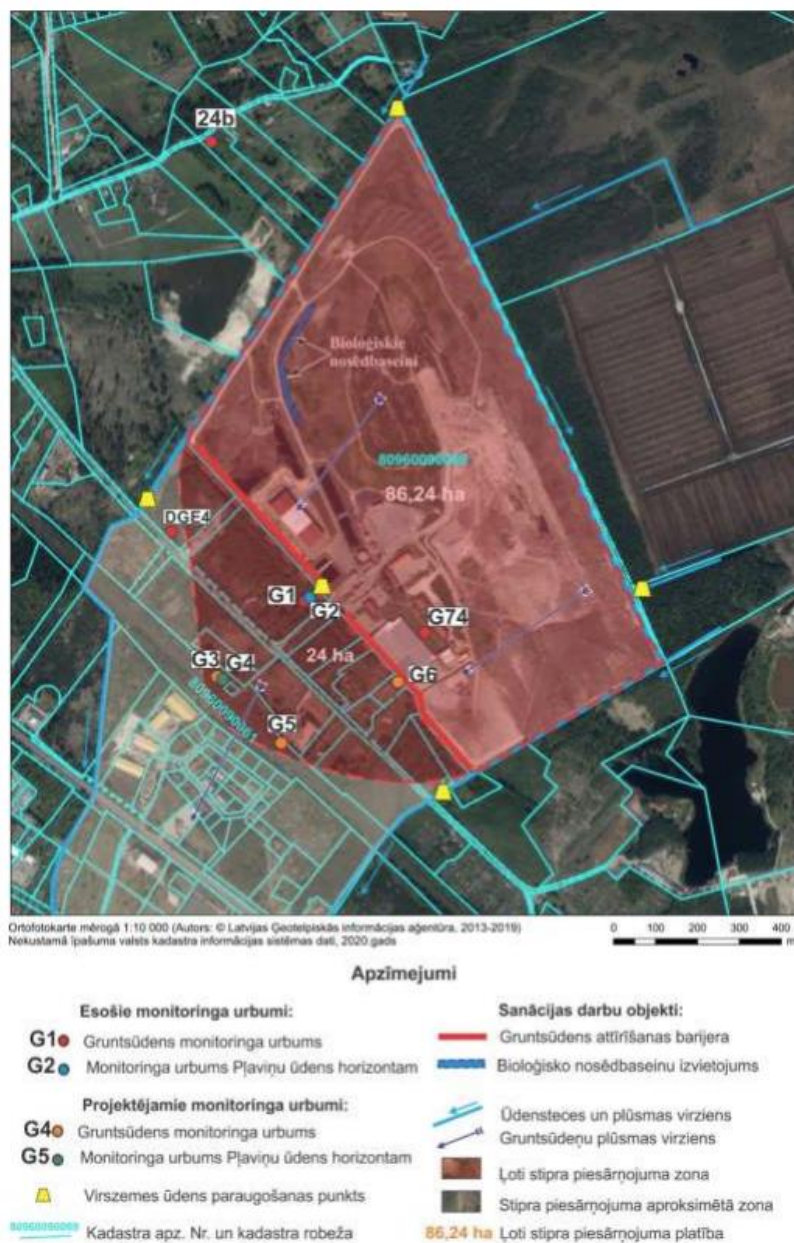 24b
Bioloģiskie
nosēdbaseini
80960090069
86,24 ha
DGE4
G1
G2
G74
24 ha
G3
G4
G6
80960090061
G5
Ortofotokarte mērogā 1:10 000 (Autors: © Latvijas Ģeotelpiskās informācijas aģentūra, 2013-2019)
Nekustamā īpašuma valsts kadastra informācijas sistēmas dati, 2020.gads
0 100 200 300 400
m
Apzīmējumi
Esošie monitoringa urbumi:
G1 Gruntsūdens monitoringa urbums
G2 Monitoringa urbums Pļaviņu ūdens horizontam
Projektējamie monitoringa urbumi:
G4 Gruntsūdens monitoringa urbums
G5 Monitoringa urbums Pļaviņu ūdens horizontam
Virszemes ūdens paraugošanas punkts
80960090069 Kadastra apz. Nr. un kadastra robeža
Sanācijas darbu objekti:
Gruntsūdens attīrīšanas barijera
Bioloģisko nosēdbaseinu izvietojums
Ūdensteces un plūsmas virziens
Gruntsūdeņu plūsmas virziens
Ļoti stipra piesārņojuma zona
Stipra piesārņojuma aproksimētā zona
86,24 ha Ļoti stipra piesārņojuma platība